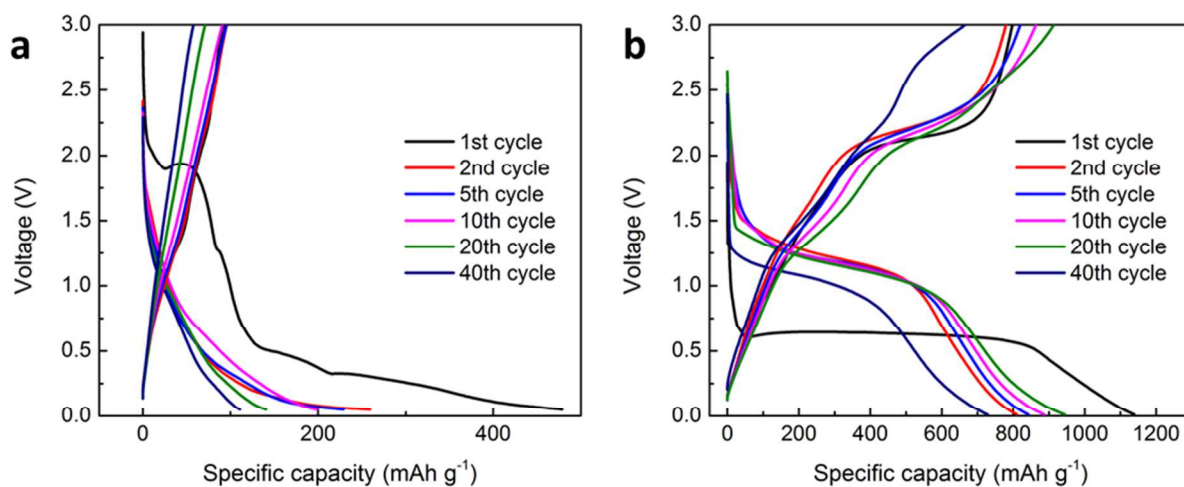 a
3.0
2.5
2.0
1.5
1.0
0.5
0.0
Voltage (V)
1st cycle
2nd cycle
5th cycle
10th cycle
20th cycle
40th cycle
0
200
400
Specific capacity (mAh g⁻¹)
b
3.0
2.5
2.0
1.5
1.0
0.5
0.0
Voltage (V)
1st cycle
2nd cycle
5th cycle
10th cycle
20th cycle
40th cycle
0 200 400 600 800 1000 1200
Specific capacity (mAh g⁻¹)